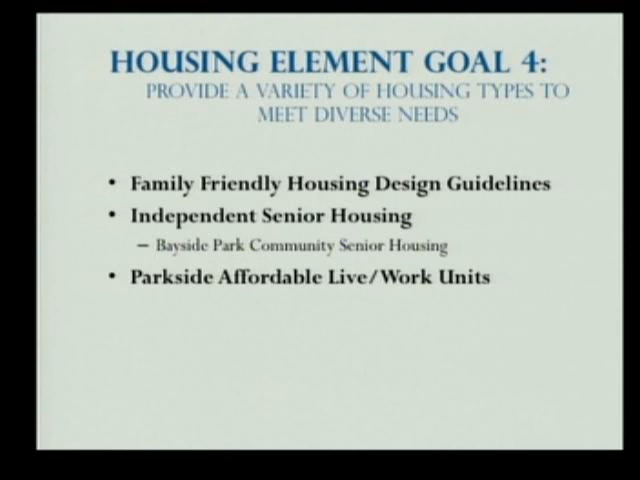 HOUSING ELEMENT GOAL 4:
PROVIDE A VARIETY OF HOUSING TYPES TO
MEET DIVERSE NEEDS
• Family Friendly Housing Design Guidelines
• Independent Senior Housing
– Bayside Park Community Senior Housing
• Parkside Affordable Live/Work Units